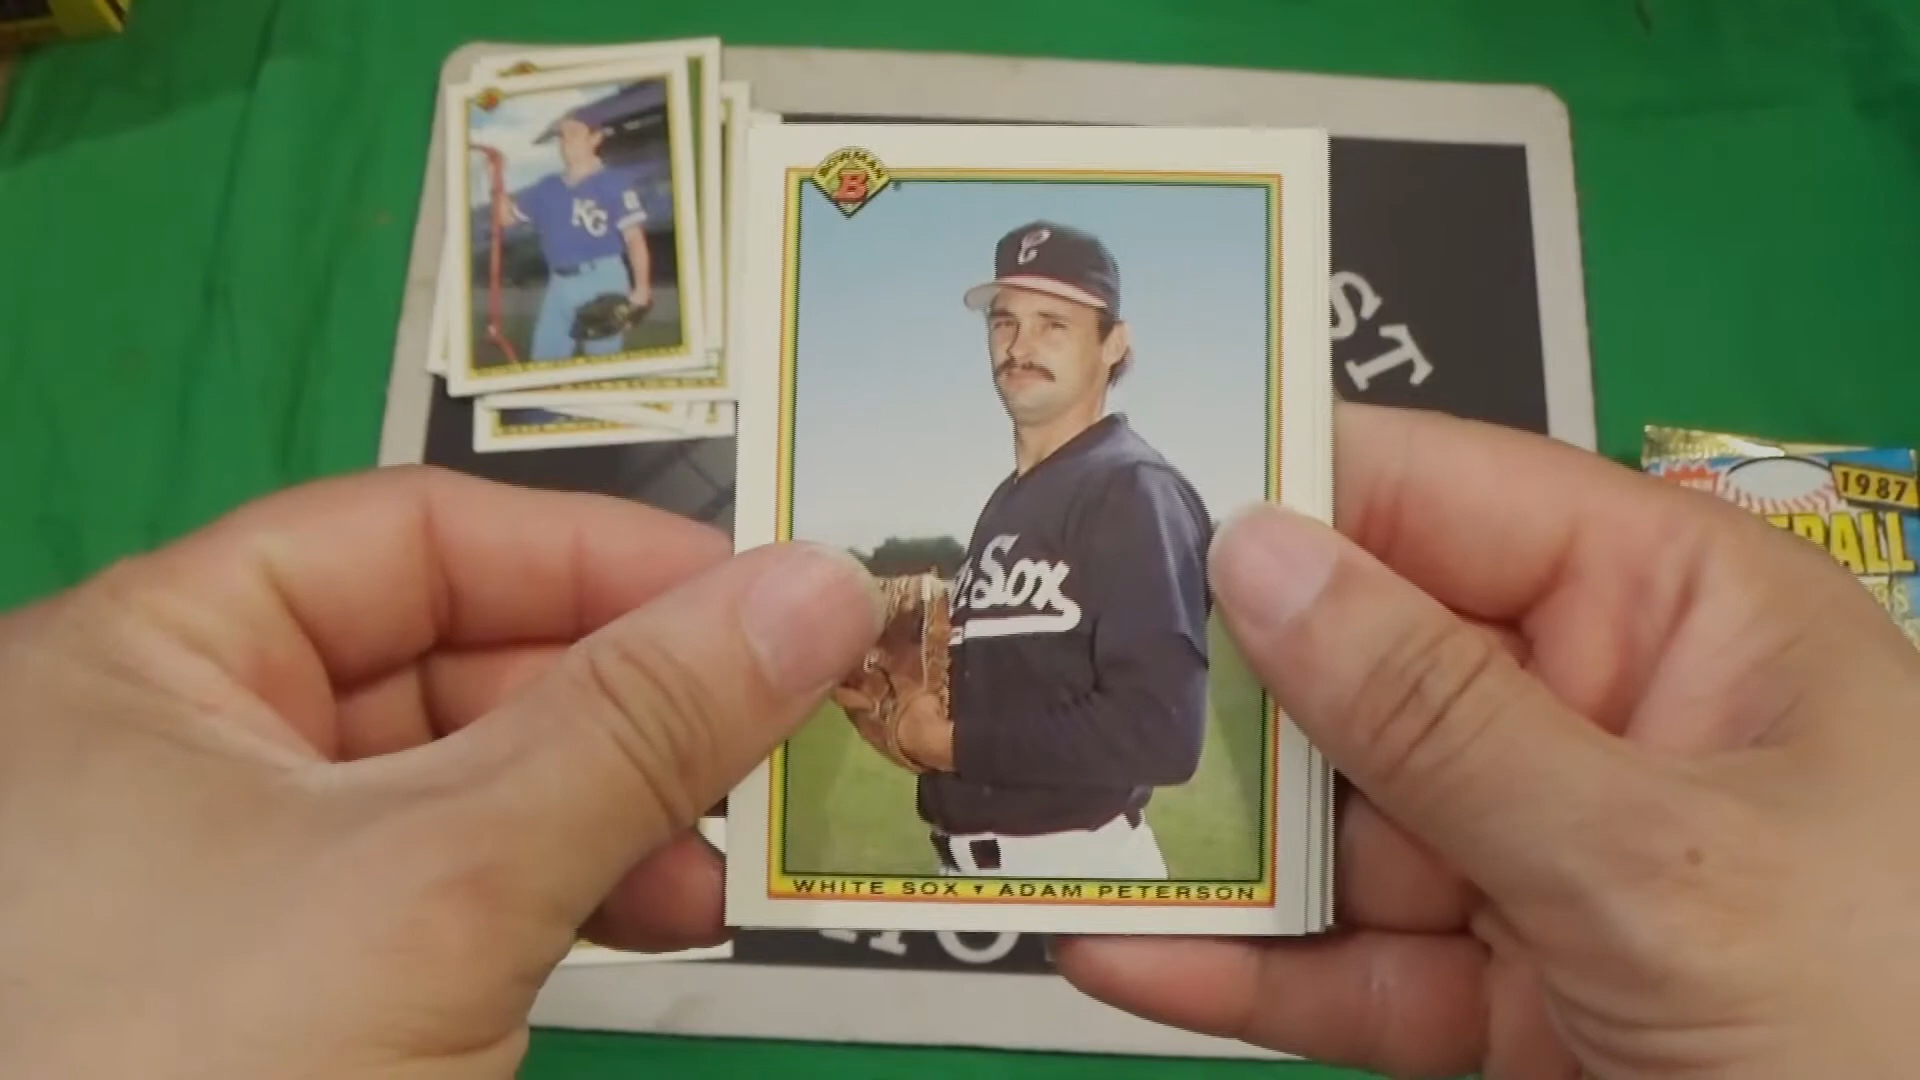 BOWMAN
B
KC
C
Sox
ST
1987
WHITE SOX ▾ ADAM PETERSON